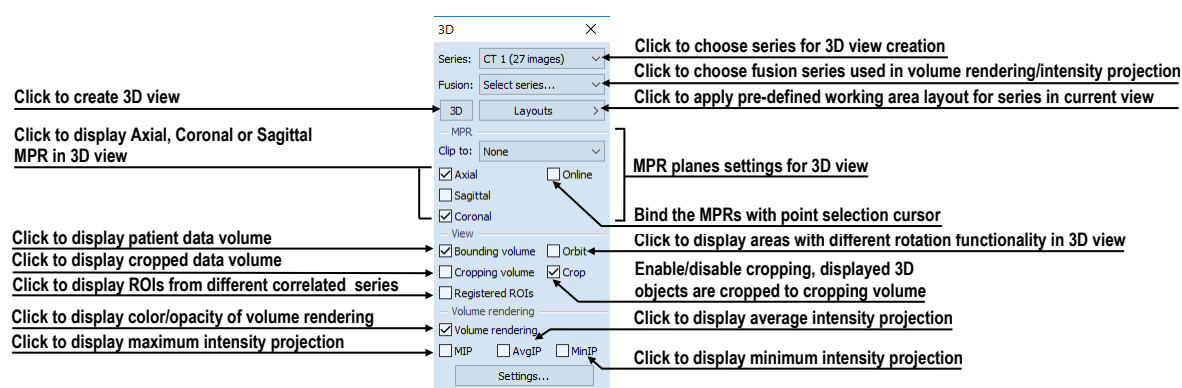 3D
Series: CT 1 (27 images)
Click to choose series for 3D view creation
Click to choose fusion series used in volume rendering/intensity projection
Fusion: Select series...
Click to create 3D view
3D Layouts
Click to apply pre-defined working area layout for series in current view
MPR
Click to display Axial, Coronal or Sagittal
MPR in 3D view
Clip to: None
MPR planes settings for 3D view
Axial Online
Sagittal
Coronal
Bind the MPRs with point selection cursor
View
Click to display patient data volume
Bounding volume Orbit
Click to display areas with different rotation functionality in 3D view
Click to display cropped data volume
Cropping volume Crop
Enable/disable cropping, displayed 3D
objects are cropped to cropping volume
Click to display ROIs from different correlated series
Registered ROIs
Volume rendering
Click to display color/opacity of volume rendering
Volume rendering
Click to display average intensity projection
Click to display maximum intensity projection
MIP AvgIP MinIP
Click to display minimum intensity projection
Settings...